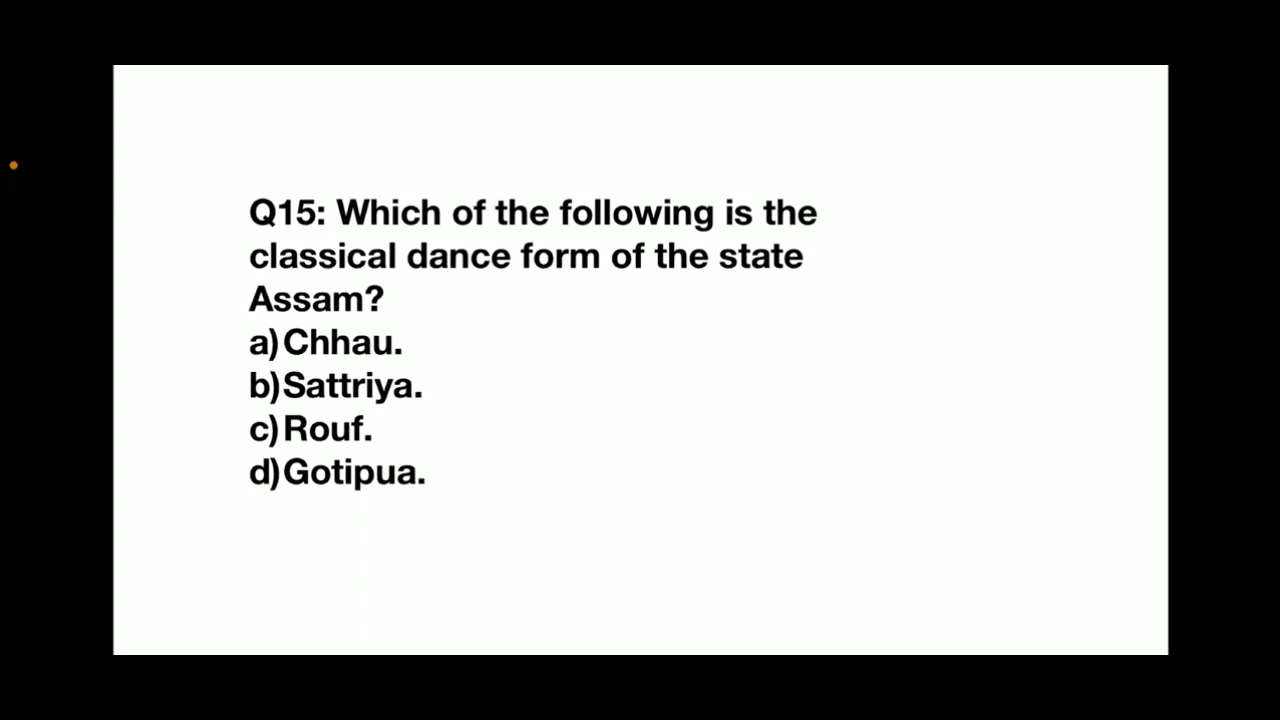 Q15: Which of the following is the
classical dance form of the state
Assam?
a)Chhau.
b)Sattriya.
c)Rouf.
d)Gotipua.